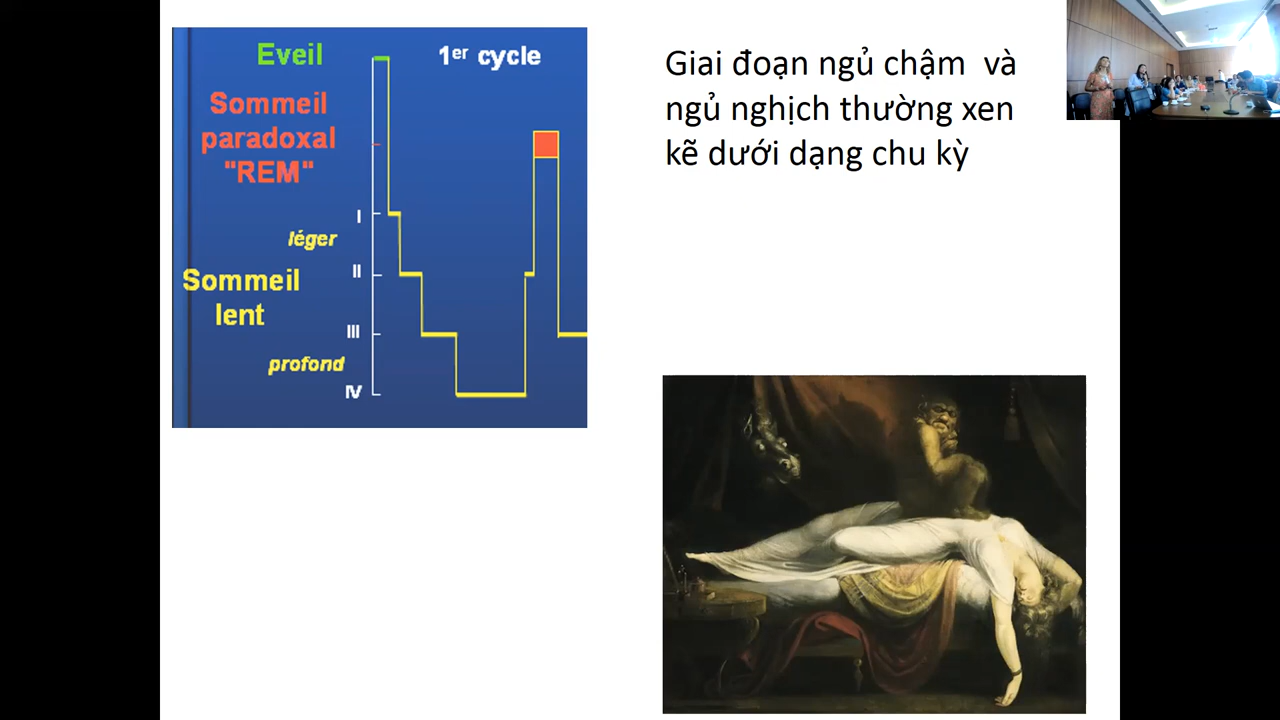 Eveil
1er cycle
Sommeil
paradoxal
"REM"
I
léger
II
Sommeil
lent
III
profond
IV
Giai đoạn ngủ chậm và
ngủ nghịch thường xen
kẽ dưới dạng chu kỳ